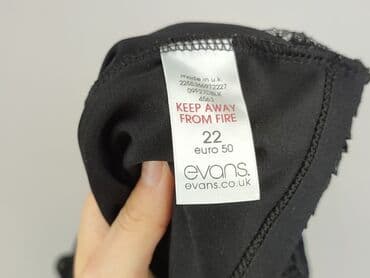 made in u.k.
KEEP AWAY
FROM FIRE
22
euro 50
evans.
evans.co.uk